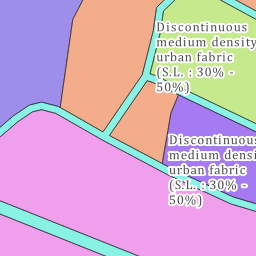 Discontinuous
medium density
urban fabric
(S.L. : 30% -
50%)
Discontinuous
medium densi
urban fabric
(S.L. : 30% -
50%)